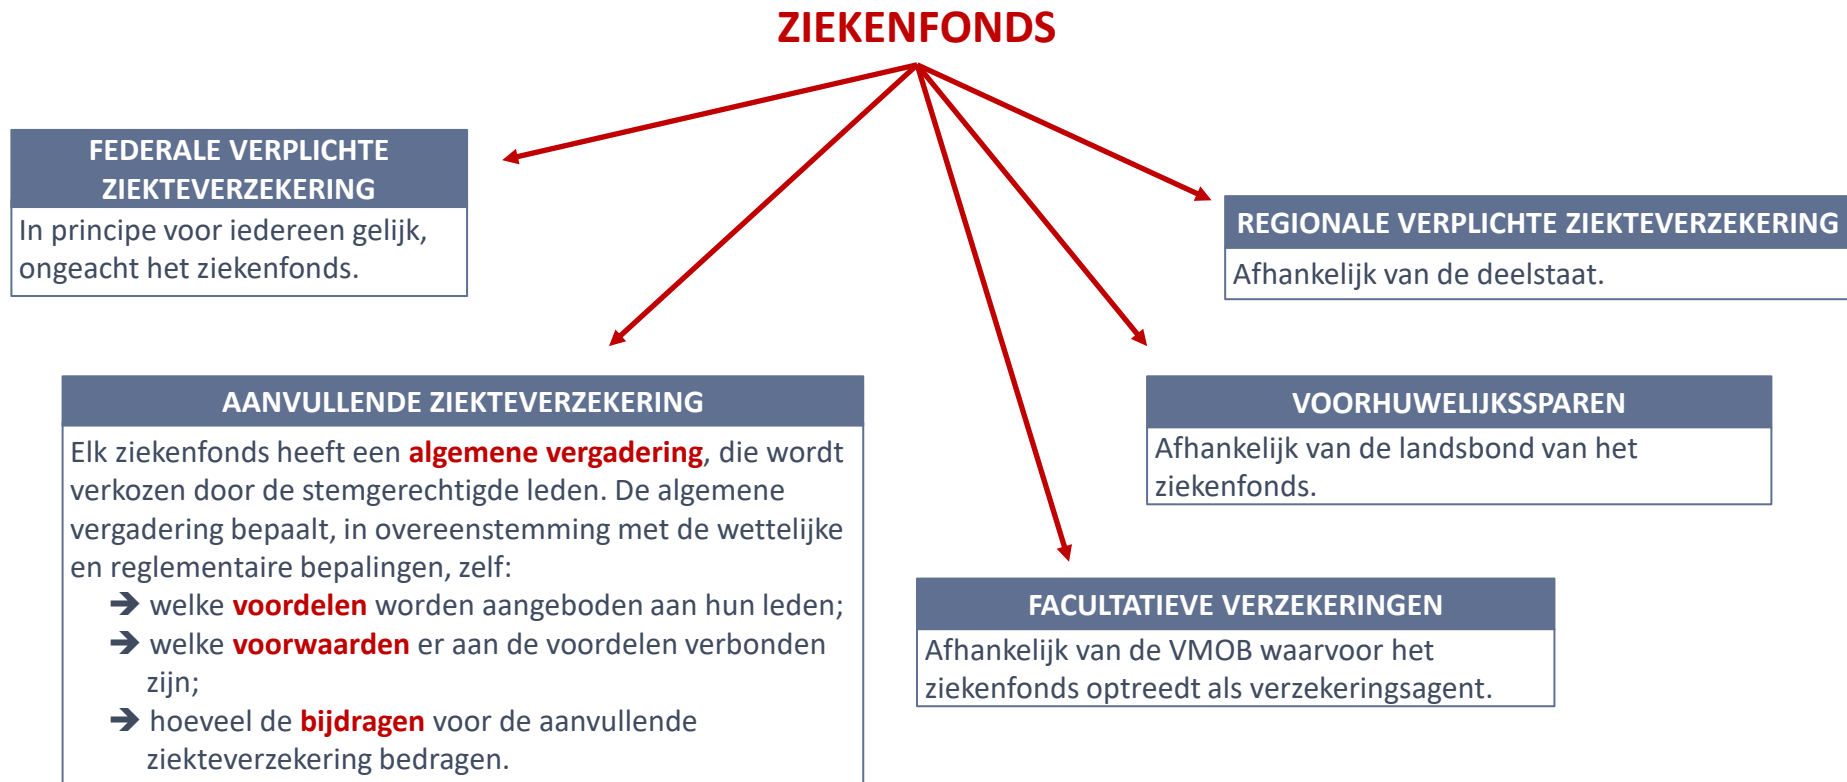 ZIEKENFONDS
FEDERALE VERPLICHTE
ZIEKTEVERZEKERING
In principe voor iedereen gelijk,
ongeacht het ziekenfonds.
REGIONALE VERPLICHTE ZIEKTEVERZEKERING
Afhankelijk van de deelstaat.
AANVULLENDE ZIEKTEVERZEKERING
Elk ziekenfonds heeft een algemene vergadering, die wordt
verkozen door de stemgerechtigde leden. De algemene
vergadering bepaalt, in overeenstemming met de wettelijke
en reglementaire bepalingen, zelf:
➔ welke voordelen worden aangeboden aan hun leden;
➔ welke voorwaarden er aan de voordelen verbonden
zijn;
➔ hoeveel de bijdragen voor de aanvullende
ziekteverzekering bedragen.
VOORHUWELIJKSSPAREN
Afhankelijk van de landsbond van het
ziekenfonds.
FACULTATIEVE VERZEKERINGEN
Afhankelijk van de VMOB waarvoor het
ziekenfonds optreedt als verzekeringsagent.